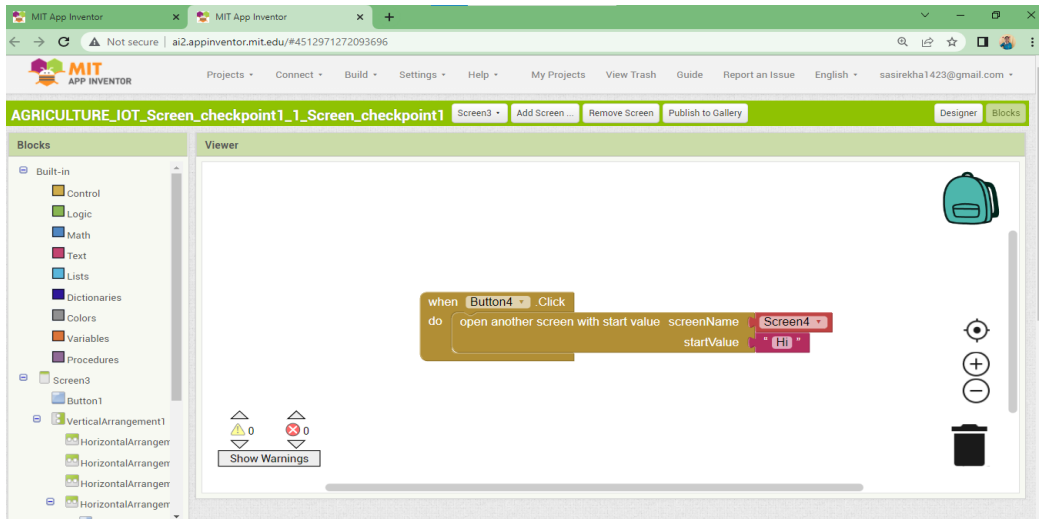 MIT App Inventor × MIT App Inventor × +
Not secure | ai2.appinventor.mit.edu/#4512971272093696
MIT APP INVENTOR
Projects Connect Build Settings Help My Projects View Trash Guide Report an Issue English sasirekha1423@gmail.com
AGRICULTURE_IOT_Screen_checkpoint1_1_Screen_checkpoint1 Screen3 Add Screen ... Remove Screen Publish to Gallery Designer Blocks
Blocks
Viewer
Built-in
Control
Logic
Math
Text
Lists
Dictionaries
Colors
Variables
Procedures
Screen3
Button1
VerticalArrangement1
HorizontalArrangem
HorizontalArrangem
HorizontalArrangem
HorizontalArrangem
when Button4 .Click
do open another screen with start value screenName Screen4
startValue " Hi "
0 0
Show Warnings